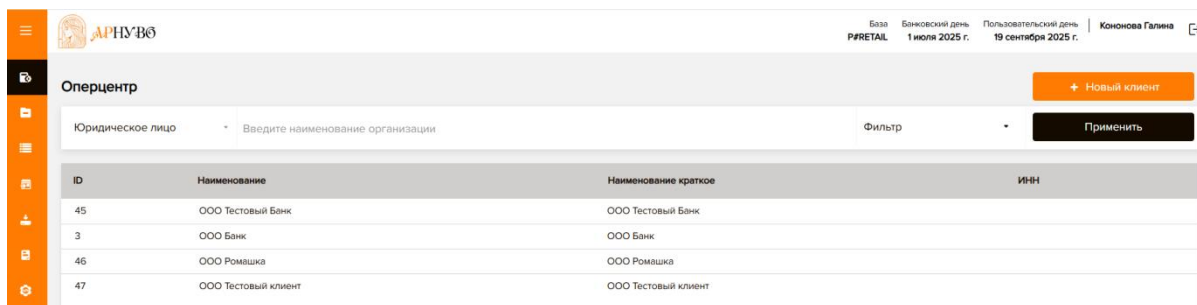 АРНУВО
База Банковский день Пользовательский день Кононова Галина
P#RETAIL 1 июля 2025 г. 19 сентября 2025 г.
Оперцентр
+ Новый клиент
Юридическое лицо Введите наименование организации Фильтр Применить
ID Наименование Наименование краткое ИНН
45 ООО Тестовый Банк ООО Тестовый Банк
3 ООО Банк ООО Банк
46 ООО Ромашка ООО Ромашка
47 ООО Тестовый клиент ООО Тестовый клиент